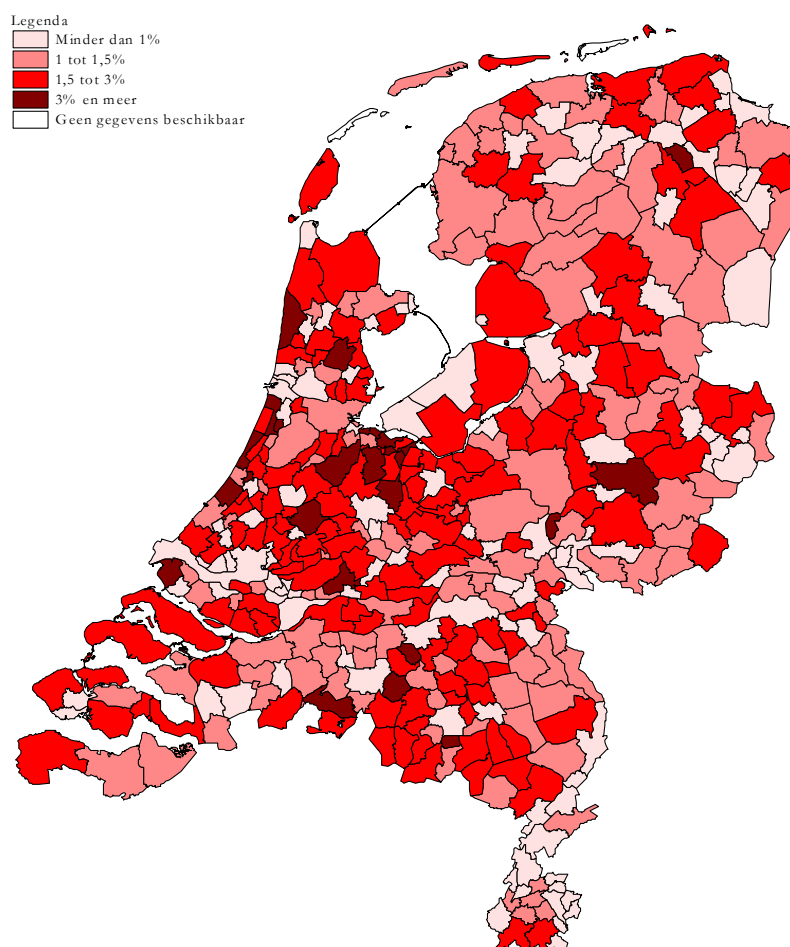 Legenda
Minder dan 1%
1 tot 1,5%
1,5 tot 3%
3% en meer
Geen gegevens beschikbaar